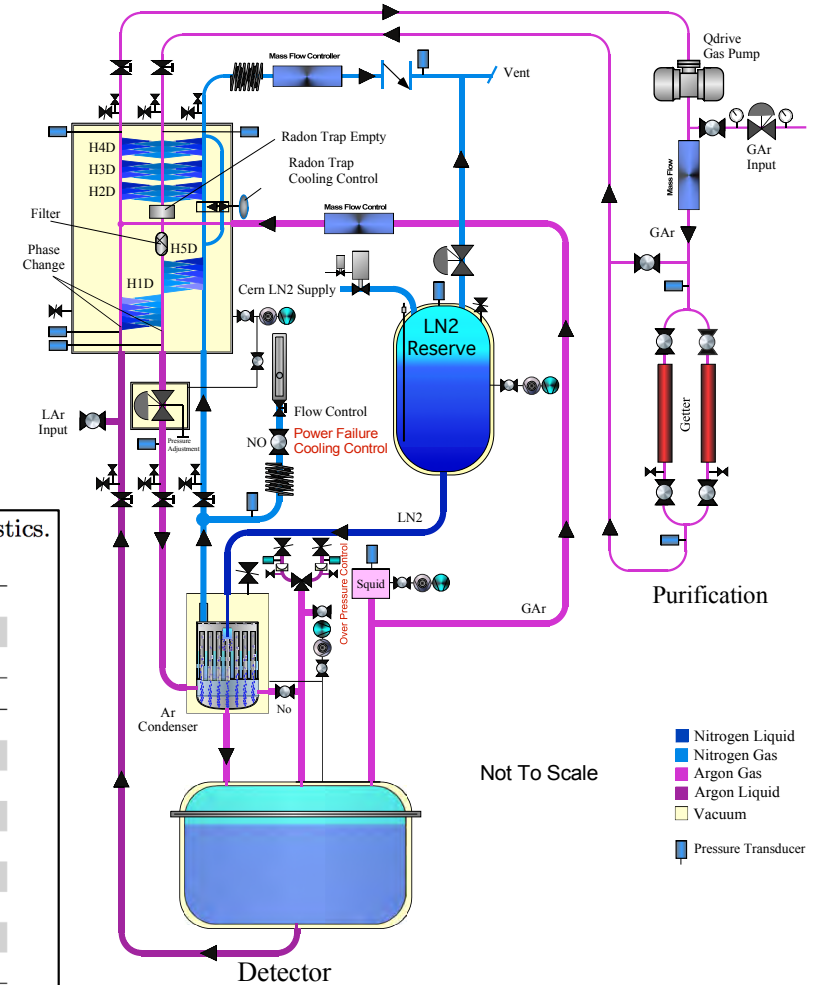 Mass Flow Controller
Vent
Qdrive
Gas Pump
GAr
Input
H4D
H3D
H2D
Radon Trap Empty
Radon Trap
Cooling Control
Mass Flow
Filter
Mass Flow Control
GAr
Phase
Change
H5D
H1D
Cern LN2 Supply
LN2
Reserve
Getter
Flow Control
LAr
Input
NO
Power Failure
Cooling Control
Pressure
Adjustment
LN2
stics.
Over Pressure Control
Squid
GAr
Purification
Ar
Condenser
No
Not To Scale
Nitrogen Liquid
Nitrogen Gas
Argon Gas
Argon Liquid
Vacuum
Pressure Transducer
Detector